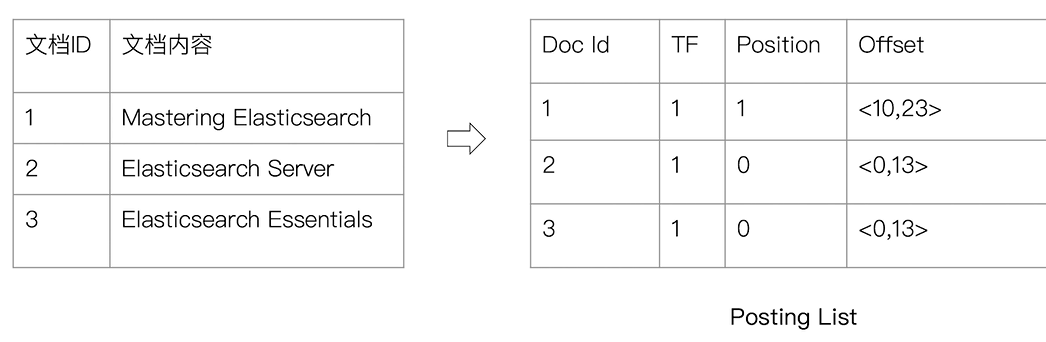 文档ID 文档内容
1 Mastering Elasticsearch
2 Elasticsearch Server
3 Elasticsearch Essentials
Doc Id TF Position Offset
1 1 1 <10,23>
2 1 0 <0,13>
3 1 0 <0,13>
Posting List